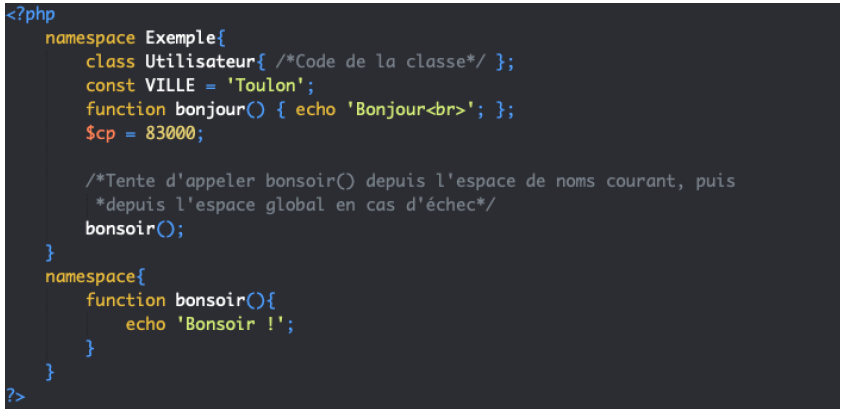 <?php
namespace Exemple{
class Utilisateur{ /*Code de la classe*/ };
const VILLE = 'Toulon';
function bonjour() { echo 'Bonjour<br>'; };
$cp = 83000;
/*Tente d'appeler bonsoir() depuis l'espace de noms courant, puis
*depuis l'espace global en cas d'échec*/
bonsoir();
}
namespace{
function bonsoir(){
echo 'Bonsoir !';
}
}
?>